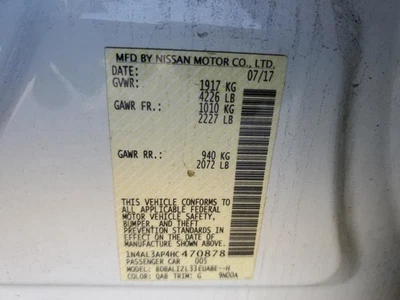 MFD BY NISSAN MOTOR CO., LTD.
DATE: 07/17
GVWR: 1917 KG
4226 LB
GAWR FR: 1010 KG
2227 LB
GAWR RR: 940 KG
2072 LB
THIS VEHICLE CONFORMS TO ALL
APPLICABLE FEDERAL MOTOR
VEHICLE SAFETY, BUMPER, AND THEFT
PREVENTION STANDARDS IN EFFECT ON
THE DATE OF MANUFACTURE SHOWN ABOVE.
1N4AL3AP4HC470878
PASSENGER CAR 005
MODEL:
COLOR: QAB TRIM: G